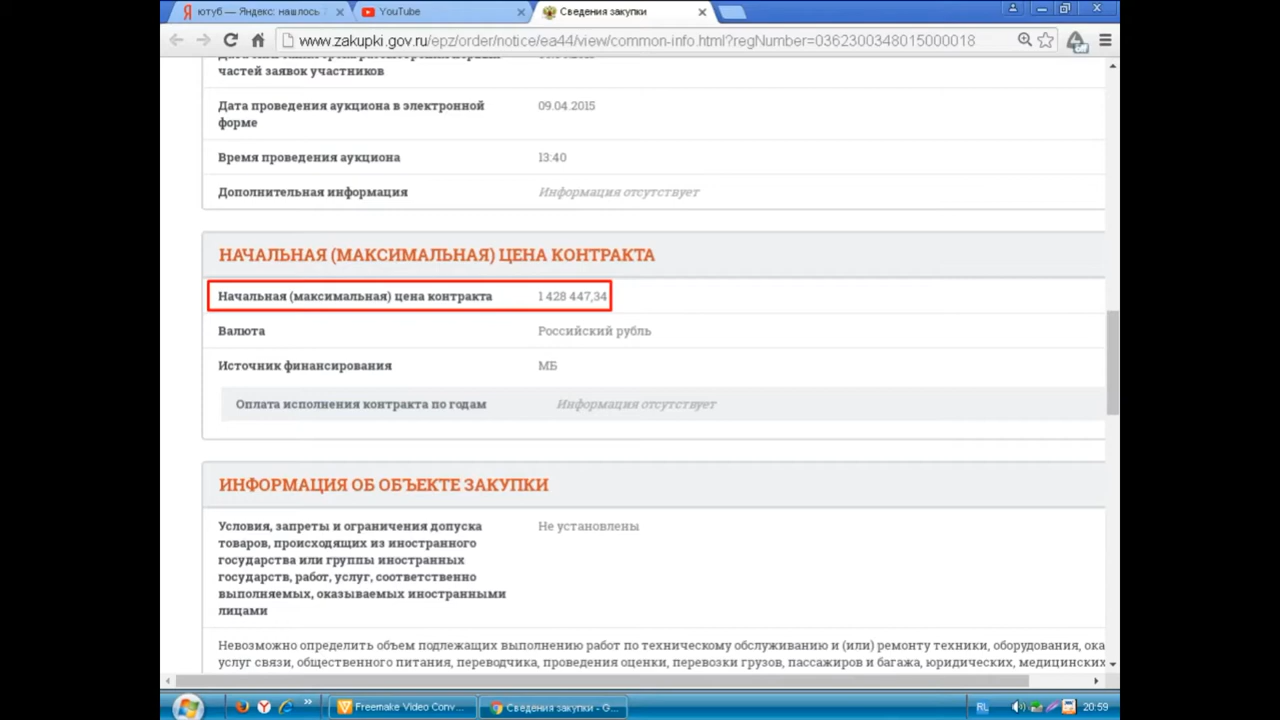 ютуб — Яндекс: нашлось
YouTube
Сведения закупки
www.zakupki.gov.ru/epz/order/notice/ea44/view/common-info.html?regNumber=0362300348015000018
частей заявок участников
Дата проведения аукциона в электронной
форме
09.04.2015
Время проведения аукциона
13:40
Дополнительная информация
Информация отсутствует
НАЧАЛЬНАЯ (МАКСИМАЛЬНАЯ) ЦЕНА КОНТРАКТА
Начальная (максимальная) цена контракта
1 428 447,34
Валюта
Российский рубль
Источник финансирования
МБ
Оплата исполнения контракта по годам
Информация отсутствует
ИНФОРМАЦИЯ ОБ ОБЪЕКТЕ ЗАКУПКИ
Условия, запреты и ограничения допуска
товаров, происходящих из иностранного
государства или группы иностранных
государств, работ, услуг, соответственно
выполняемых, оказываемых иностранными
лицами
Не установлены
Невозможно определить объем подлежащих выполнению работ по техническому обслуживанию и (или) ремонту техники, оборудования, ока
услуг связи, общественного питания, переводчика, проведения оценки, перевозки грузов, пассажиров и багажа, юридических, медицинских
Freemake Video Conv...
Сведения закупки - G...
RL
20:59